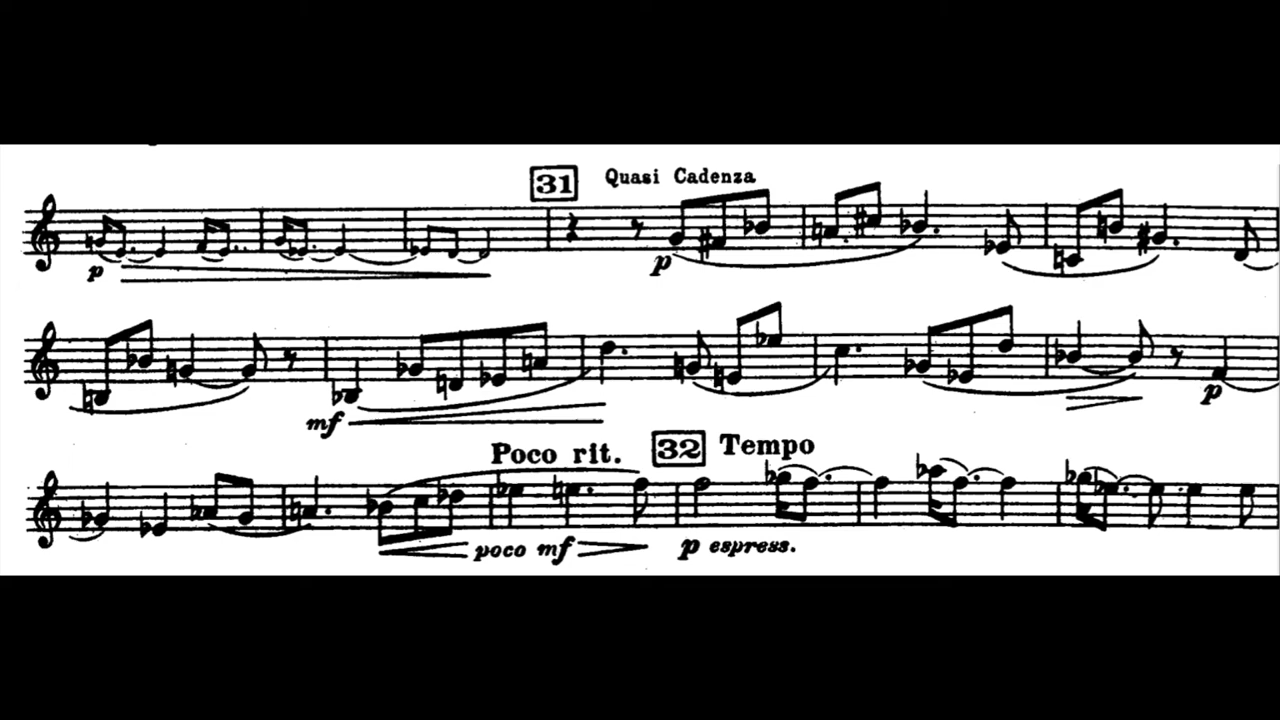 31 Quasi Cadenza
p p
mf p
Poco rit. 32 Tempo
poco mf p espress.